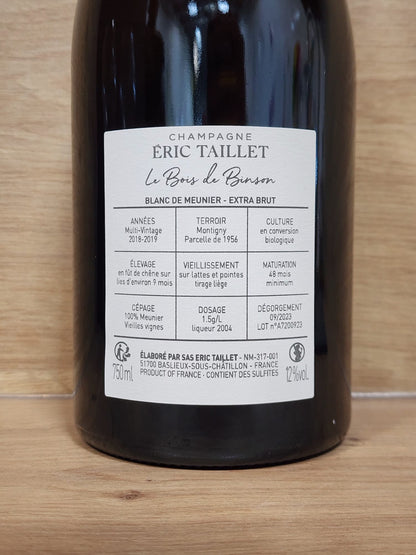 CHAMPAGNE
ÉRIC TAILLET
Le Bois de Binson
BLANC DE MEUNIER - EXTRA BRUT
ANNÉES
Multi-Vintage
2018-2019
TERROIR
Montigny
Parcelle de 1956
CULTURE
en conversion
biologique
ÉLEVAGE
en fût de chêne sur
lies d'environ 9 mois
VIEILLISSEMENT
sur lattes et pointes
tirage liège
MATURATION
48 mois
minimum
CÉPAGE
100% Meunier
Vieilles vignes
DOSAGE
1.5g/L
liqueur 2004
DÉGORGEMENT
09/2023
LOT n°A7200923
ÉLABORÉ PAR SAS ERIC TAILLET - NM-317-001
51700 BASLIEUX-SOUS-CHÂTILLON - FRANCE
PRODUCT OF FRANCE - CONTIENT DES SULFITES
750ml
12%vol.